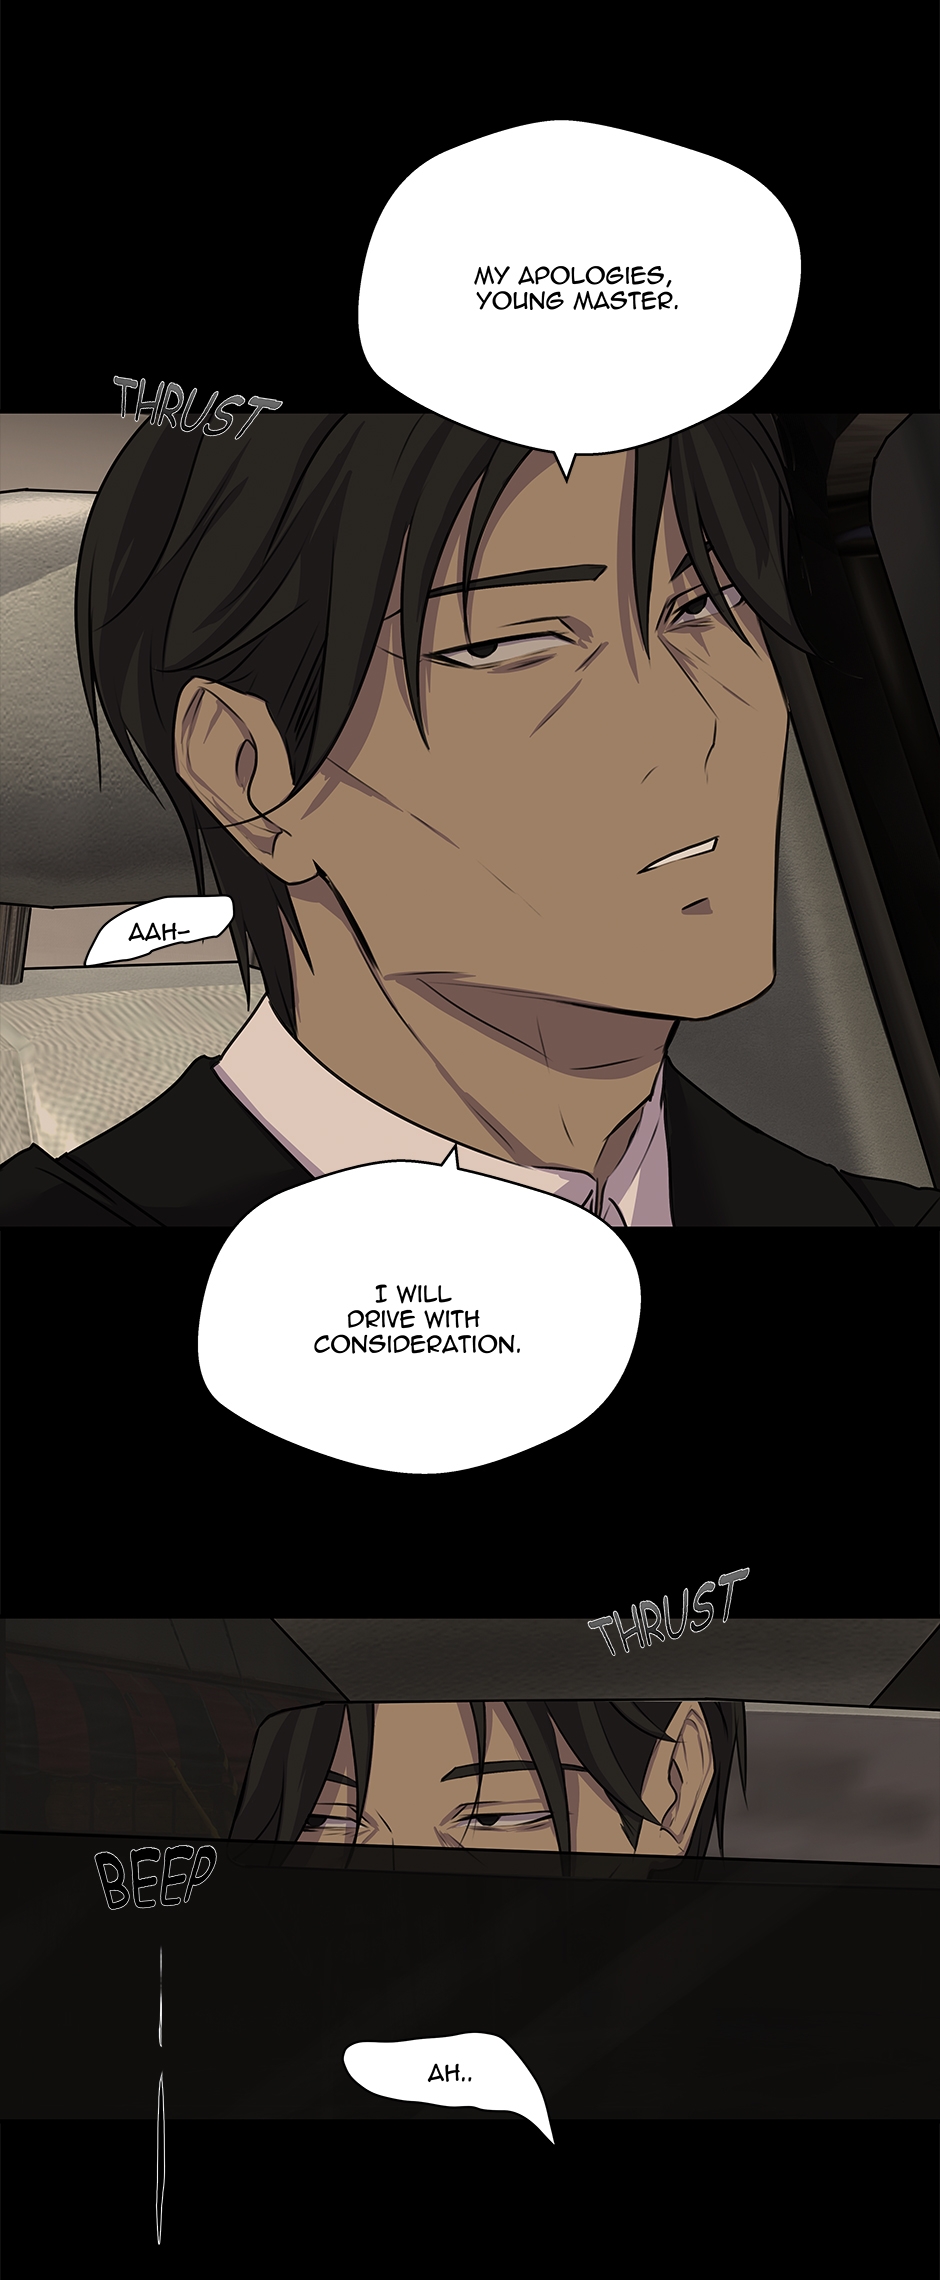 MY APOLOGIES,
YOUNG MASTER.
THRUST
AAH-
I WILL
DRIVE WITH
CONSIDERATION.
THRUST
BEEP
AH..